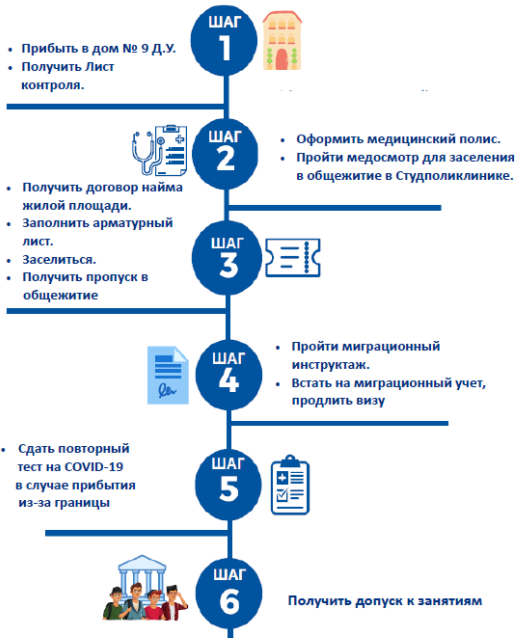 ШАГ
1
• Прибыть в дом № 9 Д.У.
• Получить Лист
контроля.
ШАГ
2
• Оформить медицинский полис.
• Пройти медосмотр для заселения
в общежитие в Студполиклинике.
ШАГ
3
• Получить договор найма
жилой площади.
• Заполнить арматурный
лист.
• Заселиться.
• Получить пропуск в
общежитие
ШАГ
4
• Пройти миграционный
инструктаж.
• Встать на миграционный учет,
продлить визу
ШАГ
5
• Сдать повторный
тест на COVID-19
в случае прибытия
из-за границы
ШАГ
6
Получить допуск к занятиям